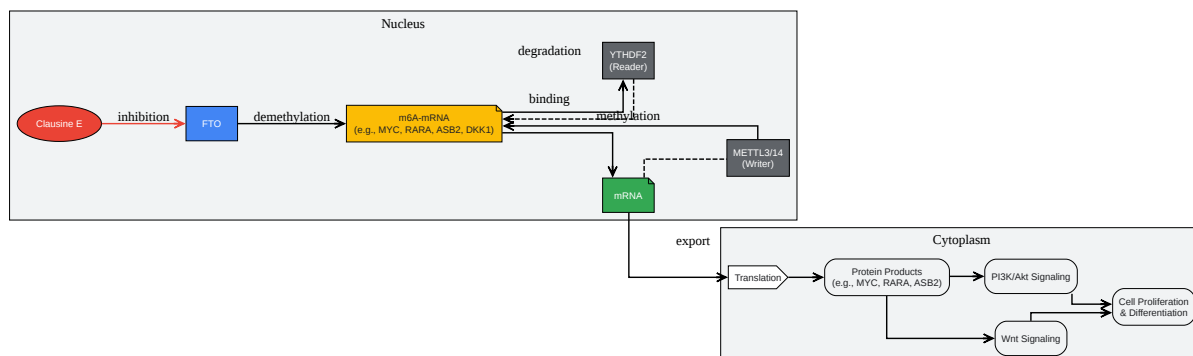 Nucleus
degradation
YTHDF2
(Reader)
Clausine E
inhibition
FTO
demethylation
m6A-mRNA
(e.g., MYC, RARA, ASB2, DKK1)
binding
methylation
METTL3/14
(Writer)
mRNA
export
Cytoplasm
Translation
Protein Products
(e.g., MYC, RARA, ASB2)
PI3K/Akt Signaling
Cell Proliferation
& Differentiation
Wnt Signaling